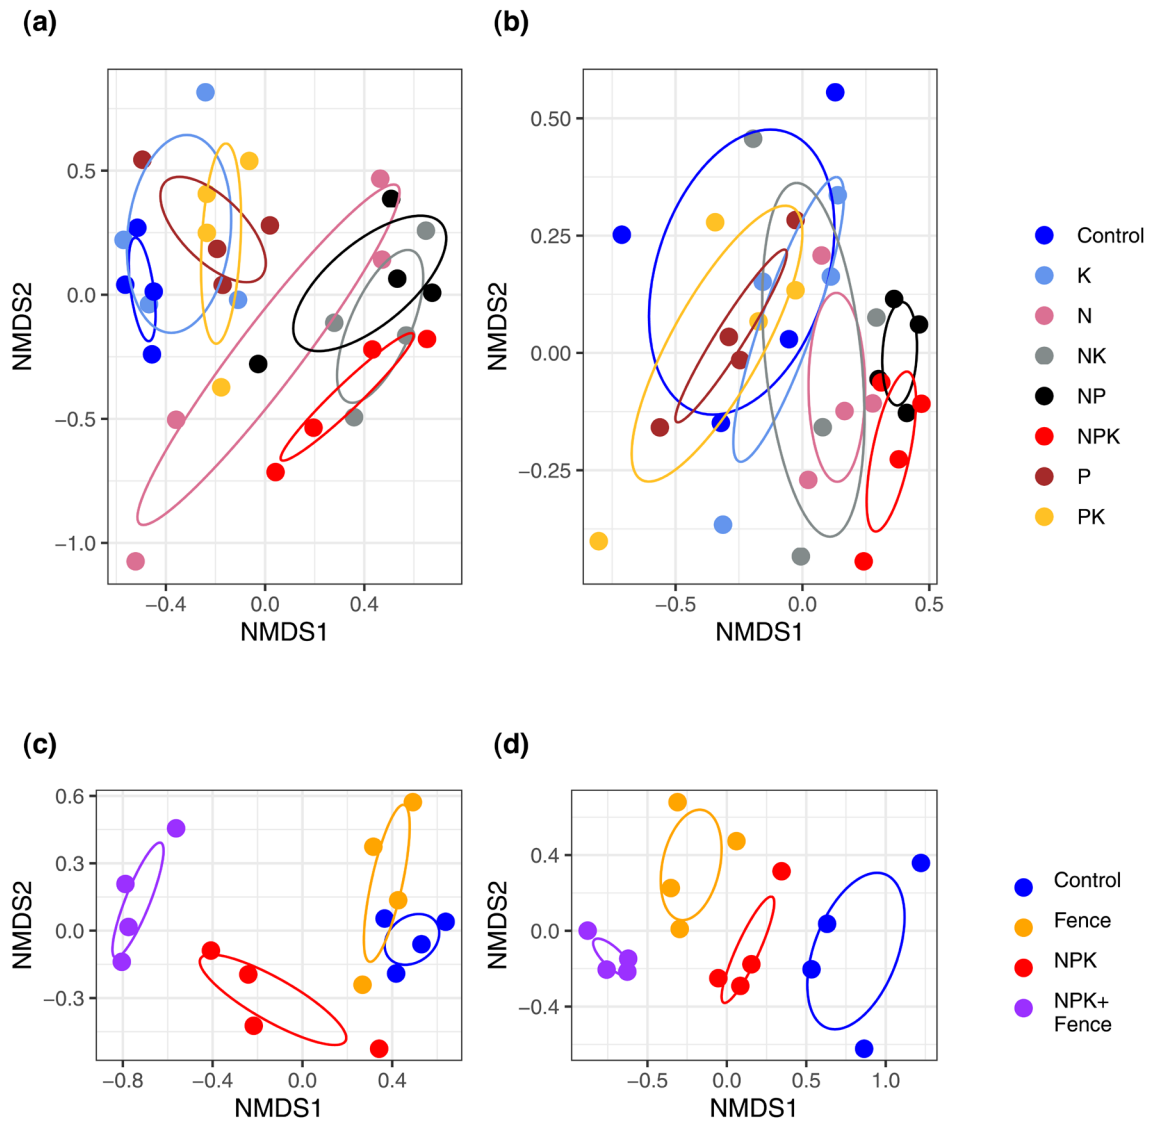 (a)
(b)
0.5
0.0
−0.5
−1.0
NMDS2
−0.4
0.0
0.4
NMDS1
0.50
0.25
0.00
−0.25
NMDS2
−0.5
0.0
0.5
NMDS1
Control
K
N
NK
NP
NPK
P
PK
(c)
(d)
0.6
0.3
0.0
−0.3
NMDS2
−0.8
−0.4
0.0
0.4
NMDS1
0.4
0.0
−0.4
NMDS2
−0.5
0.0
0.5
1.0
NMDS1
Control
Fence
NPK
NPK+
Fence